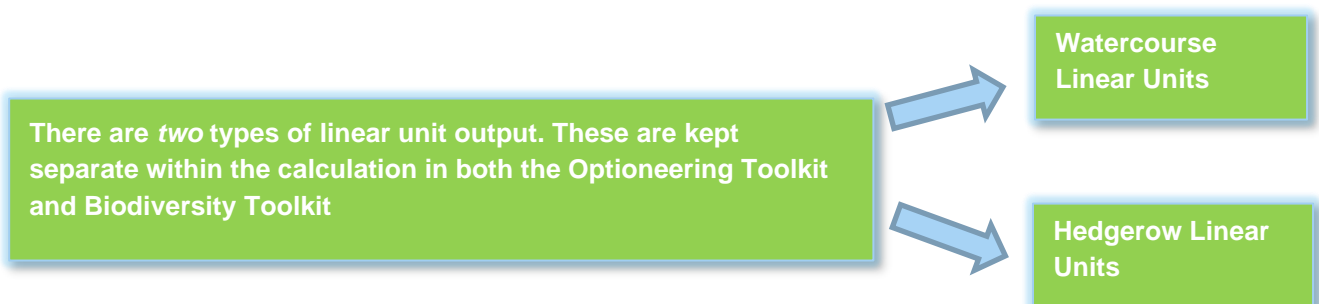 There are two types of linear unit output. These are kept
separate within the calculation in both the Optioneering Toolkit
and Biodiversity Toolkit
Watercourse
Linear Units
Hedgerow Linear
Units